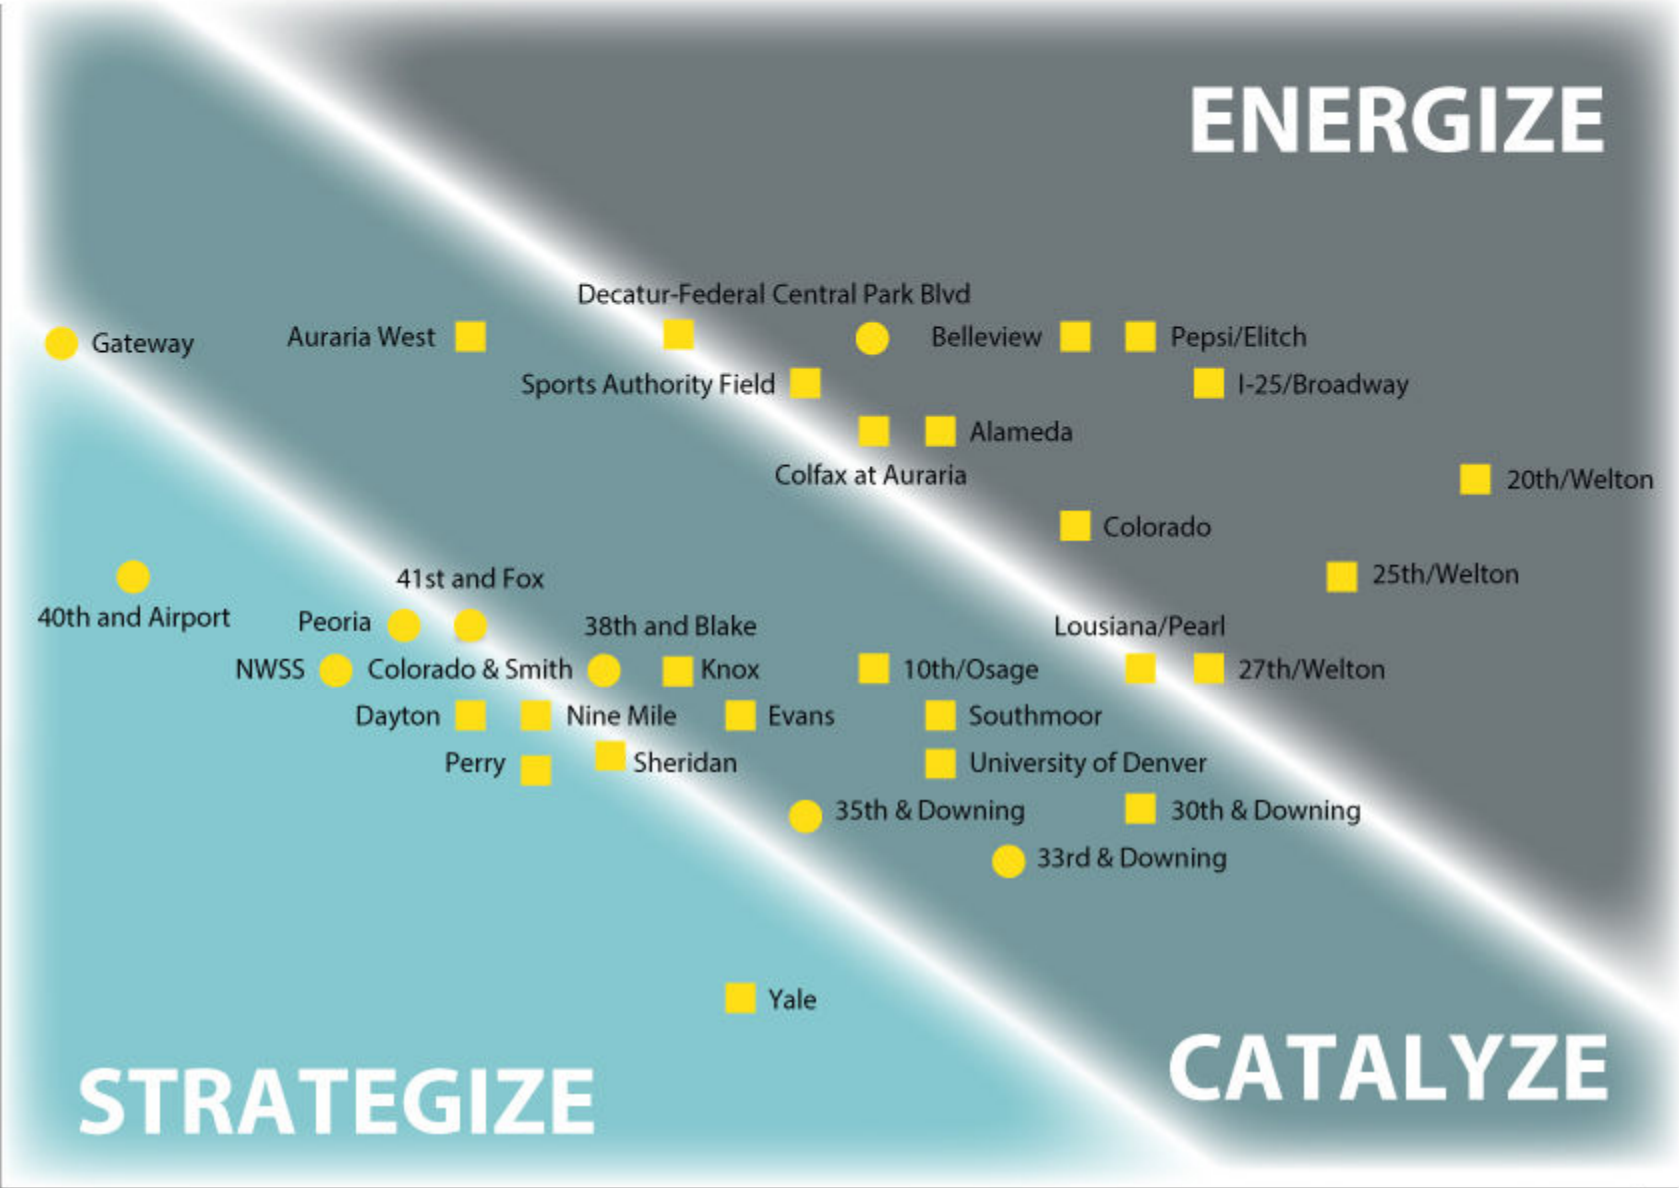 ENERGIZE
Decatur-Federal Central Park Blvd
Gateway
Auraria West
Belleview
Pepsi/Elitch
Sports Authority Field
I-25/Broadway
Alameda
Colfax at Auraria
20th/Welton
Colorado
25th/Welton
41st and Fox
40th and Airport
Peoria
38th and Blake
Lousiana/Pearl
NWSS
Colorado & Smith
Knox
10th/Osage
27th/Welton
Dayton
Nine Mile
Evans
Southmoor
Perry
Sheridan
University of Denver
35th & Downing
30th & Downing
33rd & Downing
Yale
CATALYZE
STRATEGIZE